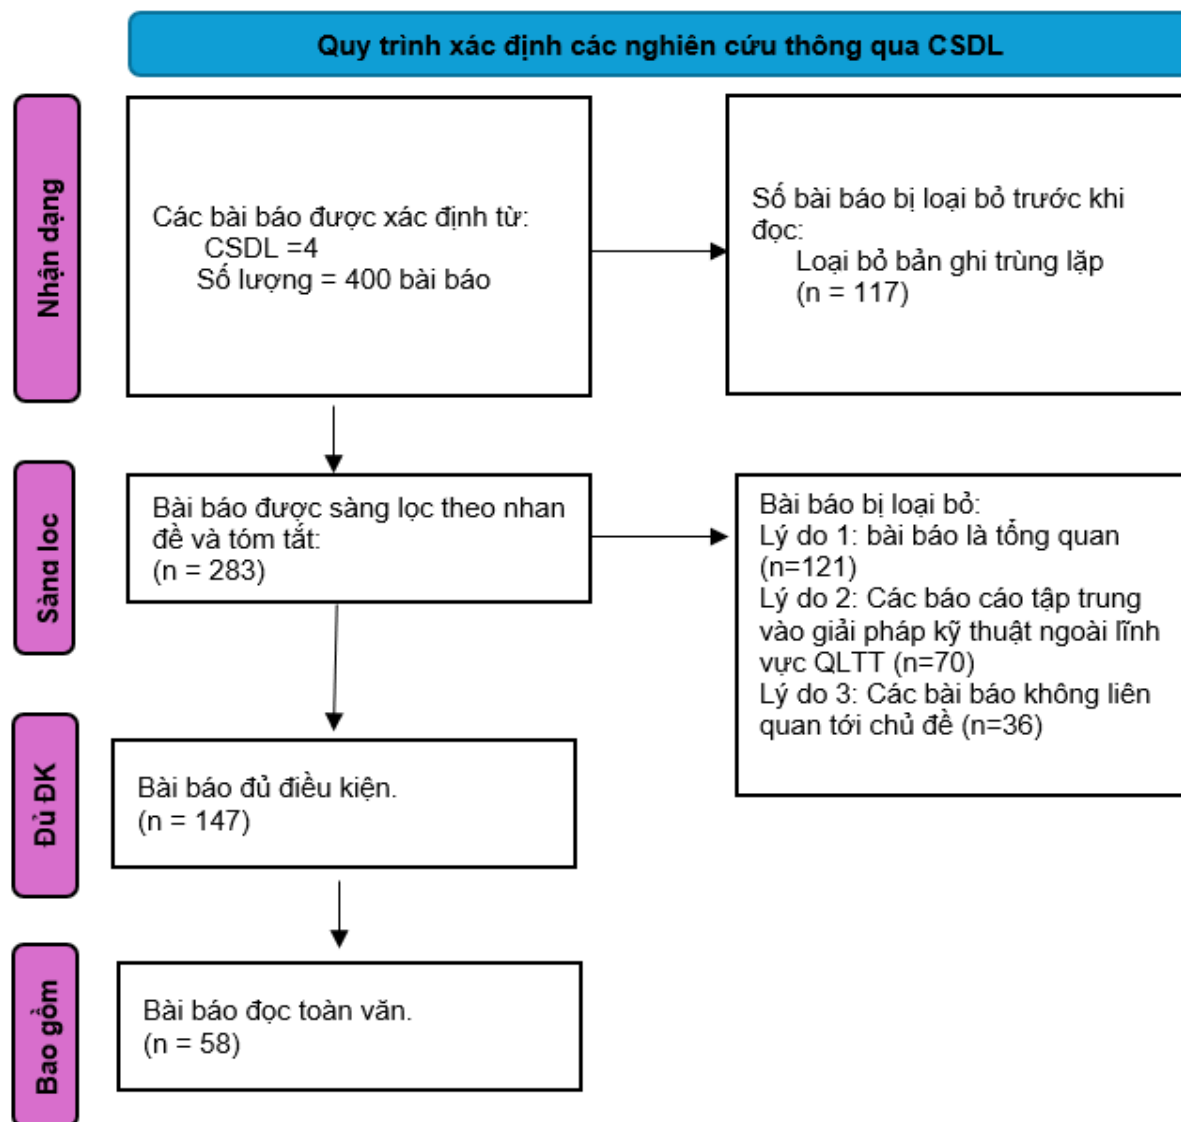 Quy trình xác định các nghiên cứu thông qua CSDL
Nhận dạng
Các bài báo được xác định từ:
CSDL =4
Số lượng = 400 bài báo
Số bài báo bị loại bỏ trước khi
đọc:
Loại bỏ bản ghi trùng lặp
(n = 117)
Sàng lọc
Bài báo được sàng lọc theo nhan
đề và tóm tắt:
(n = 283)
Bài báo bị loại bỏ:
Lý do 1: bài báo là tổng quan
(n=121)
Lý do 2: Các báo cáo tập trung
vào giải pháp kỹ thuật ngoài lĩnh
vực QLTT (n=70)
Lý do 3: Các bài báo không liên
quan tới chủ đề (n=36)
Đủ ĐK
Bài báo đủ điều kiện.
(n = 147)
Bao gồm
Bài báo đọc toàn văn.
(n = 58)